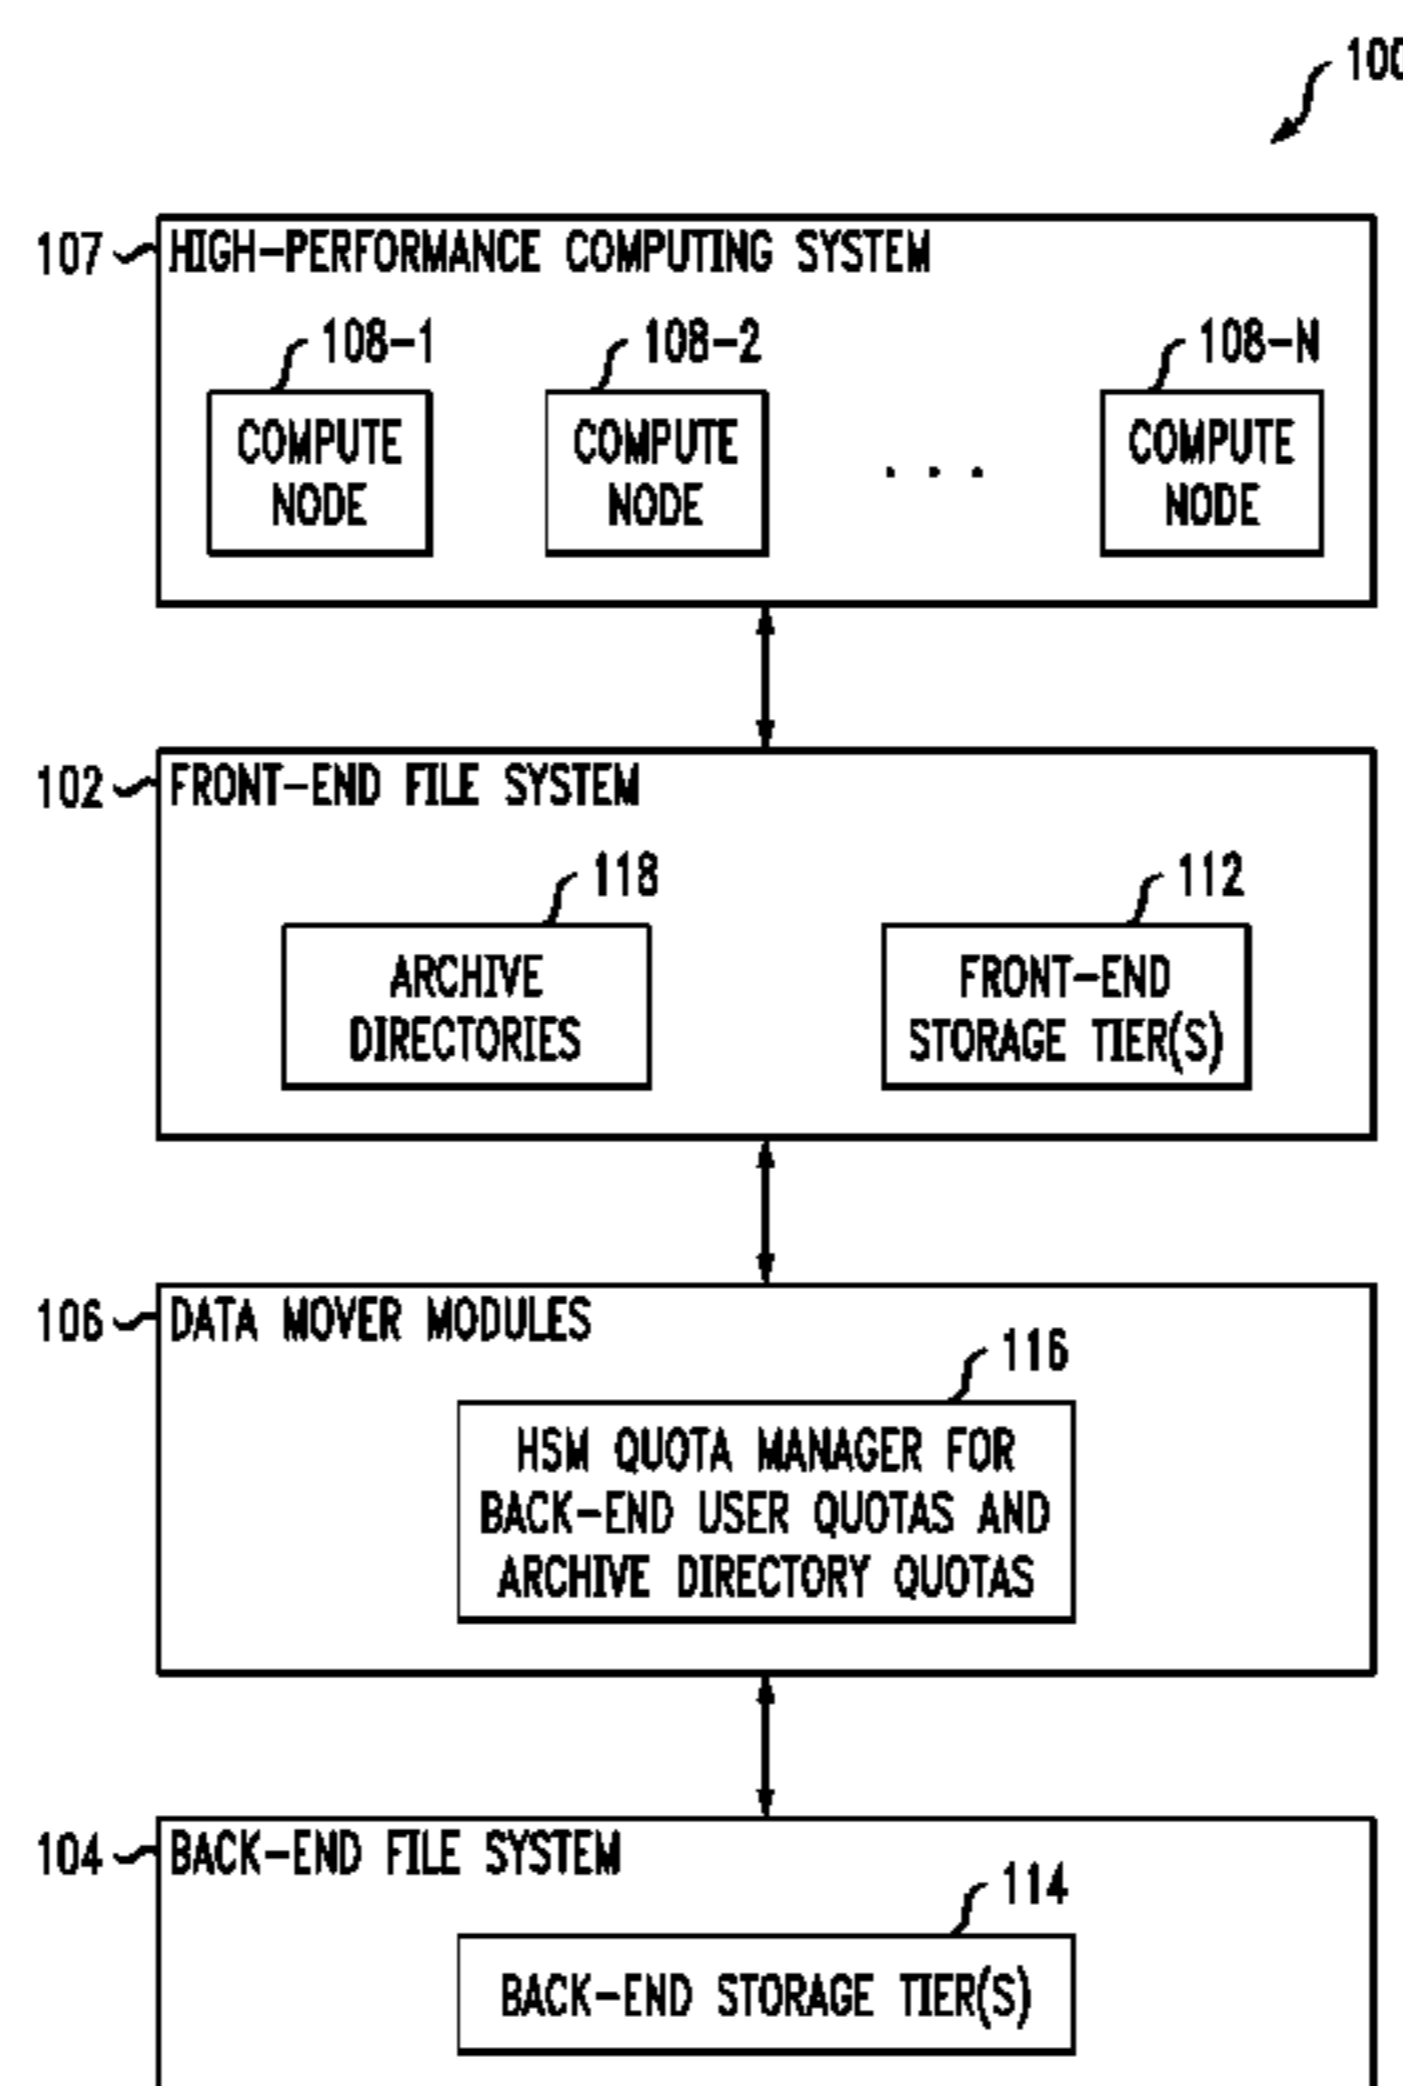 100
107
HIGH-PERFORMANCE COMPUTING SYSTEM
108-1
108-2
108-N
COMPUTE
NODE
COMPUTE
NODE
. . .
COMPUTE
NODE
102
FRONT-END FILE SYSTEM
118
112
ARCHIVE
DIRECTORIES
FRONT-END
STORAGE TIER(S)
106
DATA MOVER MODULES
116
HSM QUOTA MANAGER FOR
BACK-END USER QUOTAS AND
ARCHIVE DIRECTORY QUOTAS
104
BACK-END FILE SYSTEM
114
BACK-END STORAGE TIER(S)